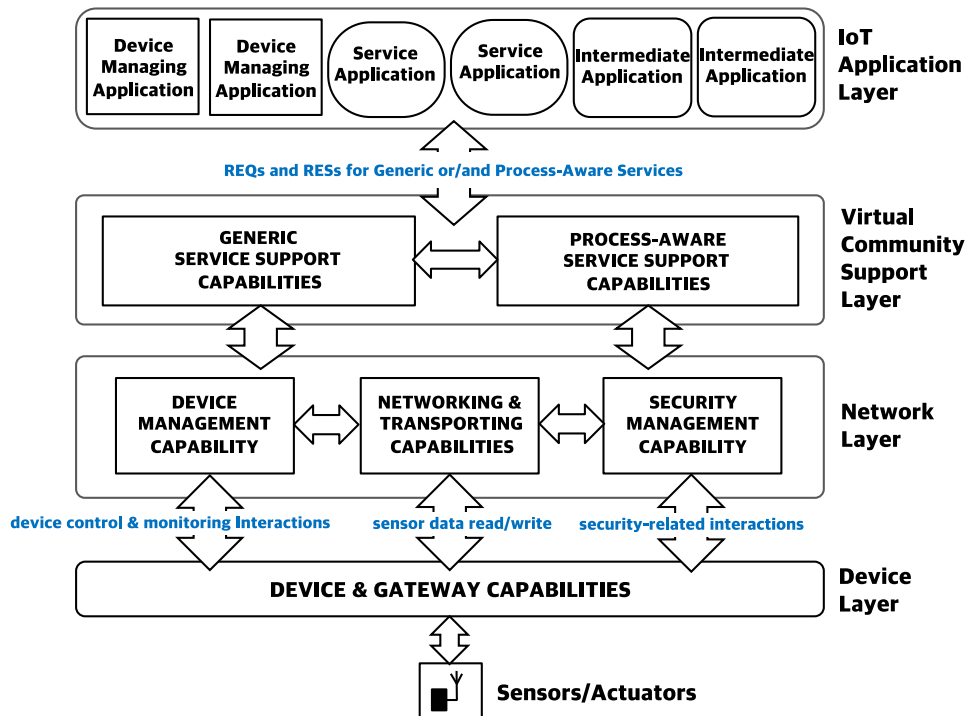 Device
Managing
Application
Device
Managing
Application
Service
Application
Service
Application
Intermediate
Application
Intermediate
Application
IoT
Application
Layer
REQs and RESs for Generic or/and Process-Aware Services
GENERIC
SERVICE SUPPORT
CAPABILITIES
PROCESS-AWARE
SERVICE SUPPORT
CAPABILITIES
Virtual
Community
Support
Layer
DEVICE
MANAGEMENT
CAPABILITY
NETWORKING &
TRANSPORTING
CAPABILITIES
SECURITY
MANAGEMENT
CAPABILITY
Network
Layer
device control & monitoring Interactions
sensor data read/write
security-related interactions
DEVICE & GATEWAY CAPABILITIES
Device
Layer
Sensors/Actuators